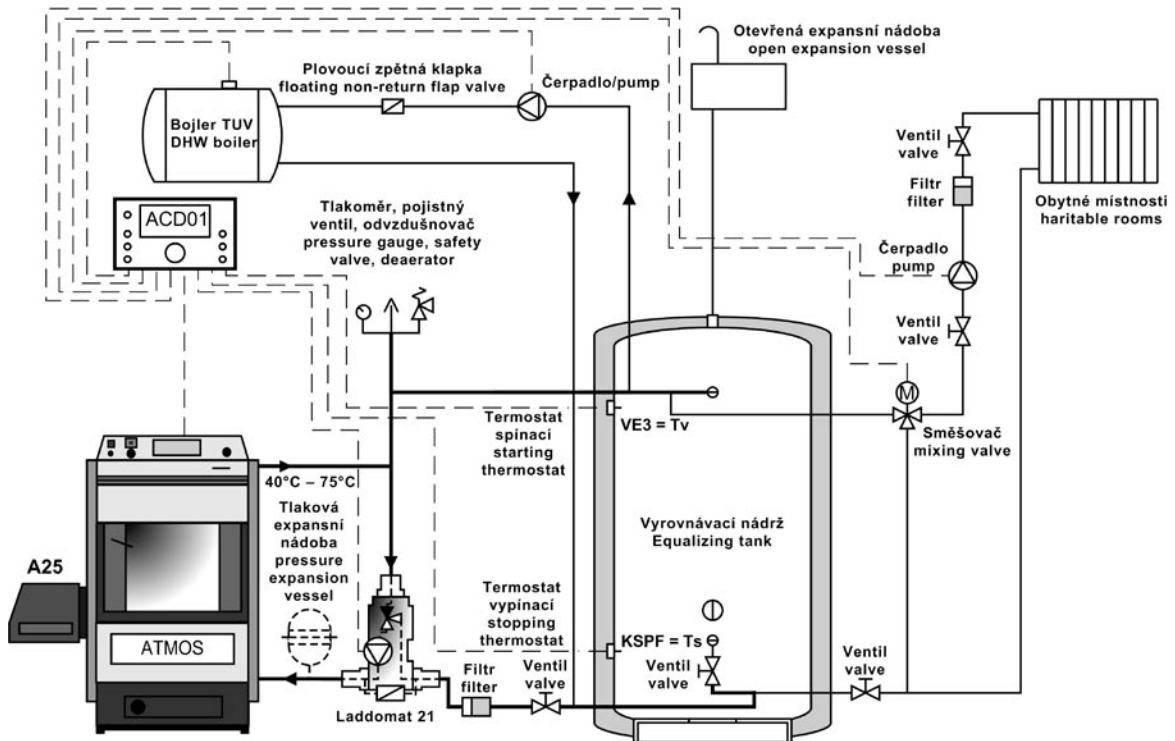 Otevřená expansní nádoba
open expansion vessel
Plovoucí zpětná klapka
floating non-return flap valve
Čerpadlo/pump
Bojler TUV
DHW boiler
Ventil
valve
Filtr
filter
Obytné místnosti
haritable rooms
Tlakoměr, pojistný
ventil, odvzdušnovač
pressure gauge, safety
valve, deaerator
ACD01
Čerpadlo
pump
Ventil
valve
M
Termostat
spínací
starting
thermostat
VE3 = Tv
Směšovač
mixing valve
40°C – 75°C
Tlaková
expansní
nádoba
pressure
expansion
vessel
Vyrovnávací nádrž
Equalizing tank
A25
Termostat
vypínací
stopping
thermostat
KSPF = Ts
ATMOS
Ventil
valve
Ventil
valve
Filtr
filter
Ventil
valve
Laddomat 21